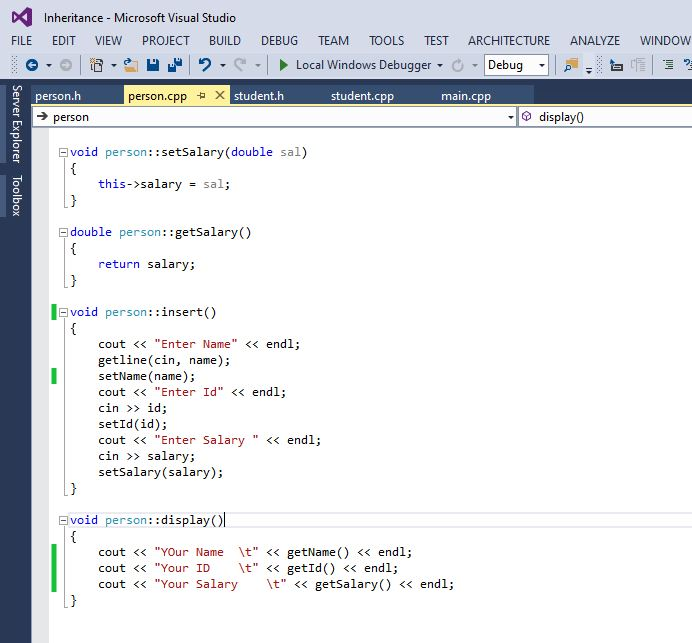 Inheritance - Microsoft Visual Studio
FILE EDIT VIEW PROJECT BUILD DEBUG TEAM TOOLS TEST ARCHITECTURE ANALYZE WINDOW
Local Windows Debugger Debug
person.h person.cpp student.h student.cpp main.cpp
person display()
Server Explorer
Toolbox
void person::setSalary(double sal)
{
this->salary = sal;
}
double person::getSalary()
{
return salary;
}
void person::insert()
{
cout << "Enter Name" << endl;
getline(cin, name);
setName(name);
cout << "Enter Id" << endl;
cin >> id;
setId(id);
cout << "Enter Salary " << endl;
cin >> salary;
setSalary(salary);
}
void person::display()
{
cout << "YOur Name  \t" << getName() << endl;
cout << "Your ID    \t" << getId() << endl;
cout << "Your Salary    \t" << getSalary() << endl;
}